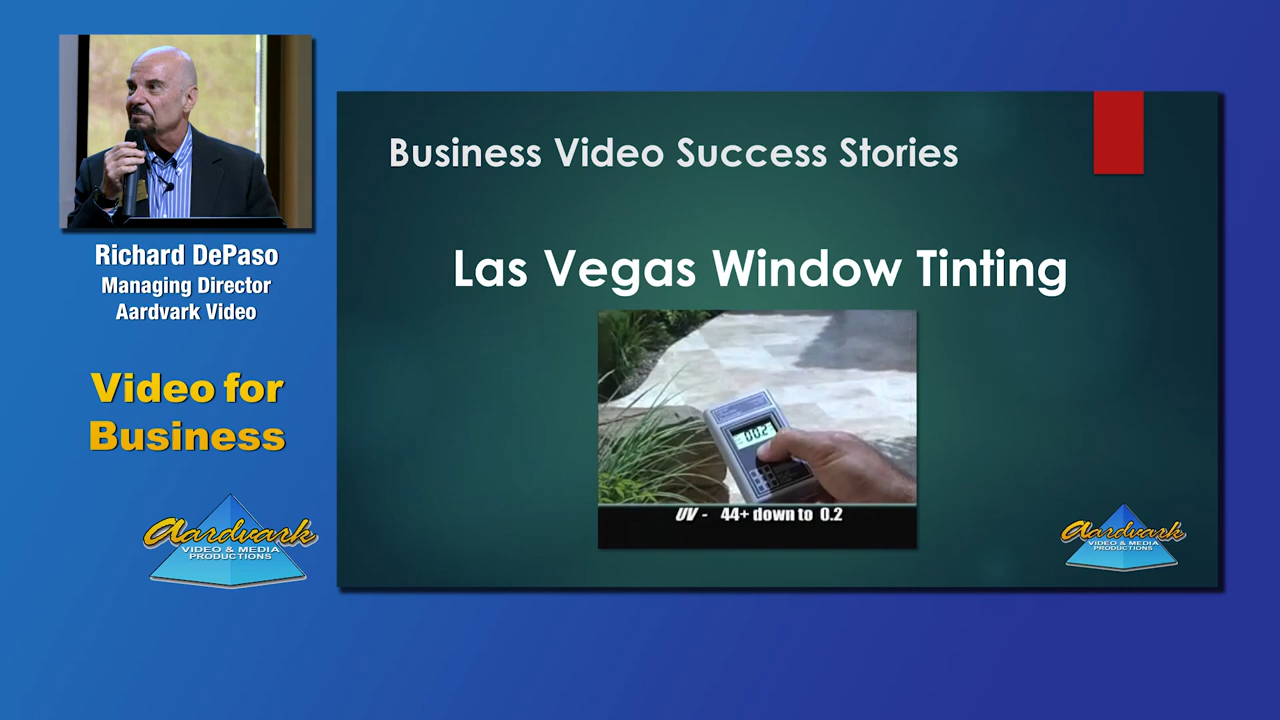 Richard DePaso
Managing Director
Aardvark Video
Video for
Business
Aardvark
VIDEO & MEDIA
PRODUCTIONS
Business Video Success Stories
Las Vegas Window Tinting
002
UV - 44+ down to 0.2
Aardvark
VIDEO & MEDIA
PRODUCTIONS